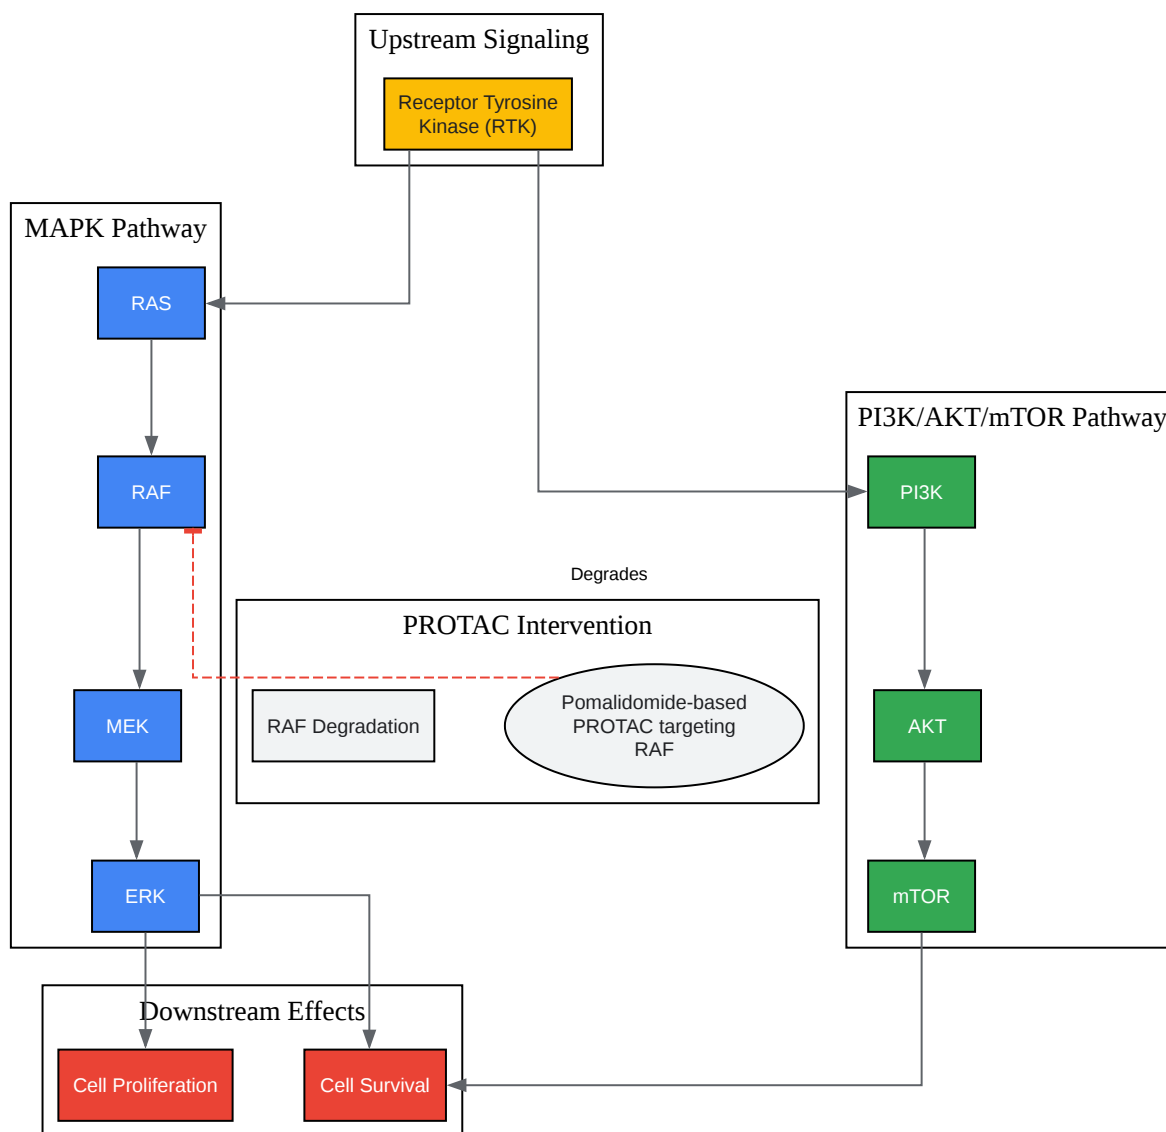 Upstream Signaling
Receptor Tyrosine
Kinase (RTK)
MAPK Pathway
RAS
RAF
MEK
ERK
PI3K/AKT/mTOR Pathway
PI3K
AKT
mTOR
Degrades
PROTAC Intervention
RAF Degradation
Pomalidomide-based
PROTAC targeting
RAF
Downstream Effects
Cell Proliferation
Cell Survival